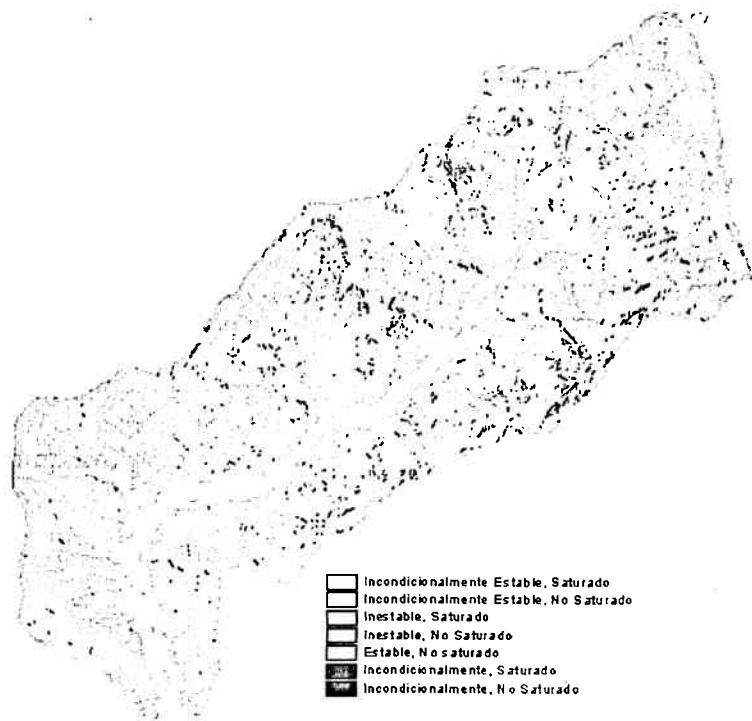 Incondicionalmente Estable, Saturado
Incondicionalmente Estable, No Saturado
Inestable, Saturado
Inestable, No Saturado
Estable, No saturado
Incondicionalmente, Saturado
Incondicionalmente, No Saturado